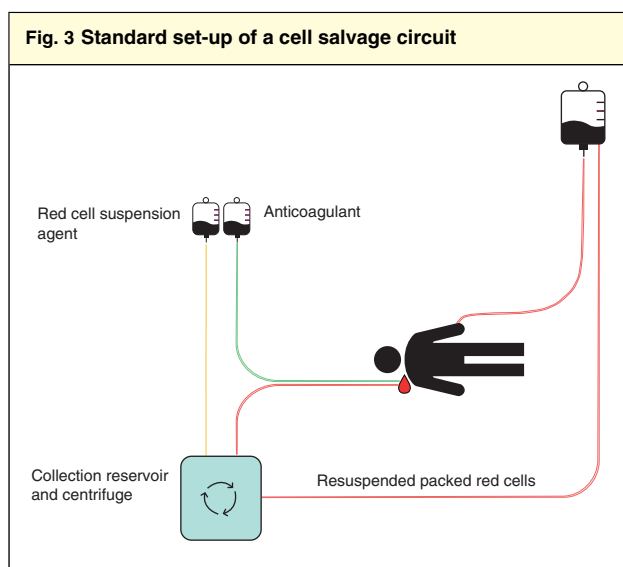 Fig. 3 Standard set-up of a cell salvage circuit
Red cell suspension
agent
Anticoagulant
Collection reservoir
and centrifuge
Resuspended packed red cells